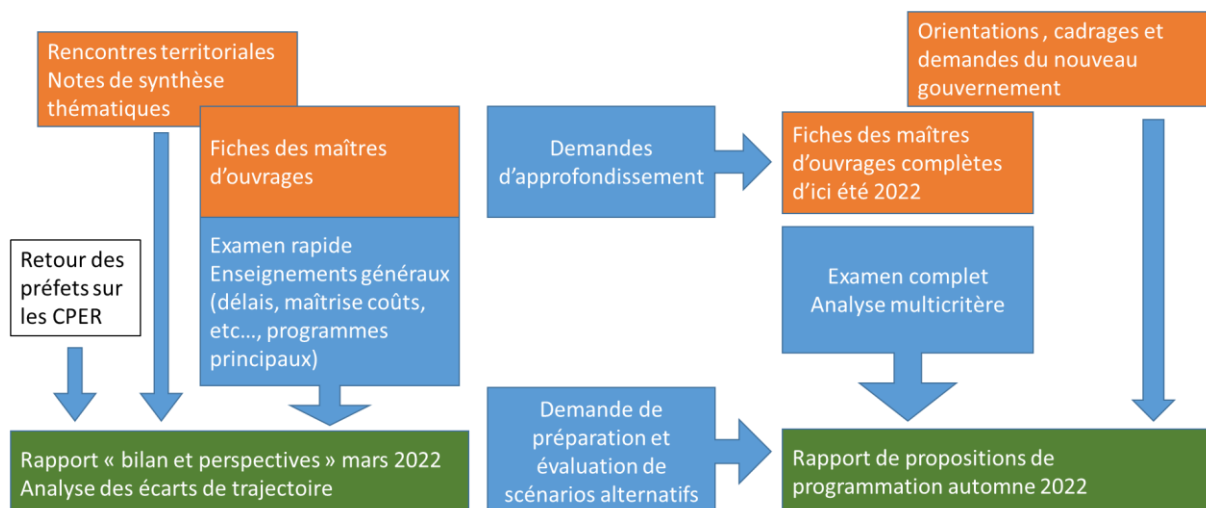 Rencontres territoriales
Notes de synthèse
thématiques
Fiches des maîtres
d'ouvrages
Retour des
préfets sur
les CPER
Examen rapide
Enseignements généraux
(délais, maîtrise coûts,
etc..., programmes
principaux)
Rapport « bilan et perspectives » mars 2022
Analyse des écarts de trajectoire
Demandes
d'approfondissement
Demande de
préparation et
évaluation de
scénarios alternatifs
Orientations , cadrages et
demandes du nouveau
gouvernement
Fiches des maîtres
d'ouvrages complètes
d'ici été 2022
Examen complet
Analyse multicritère
Rapport de propositions de
programmation automne 2022